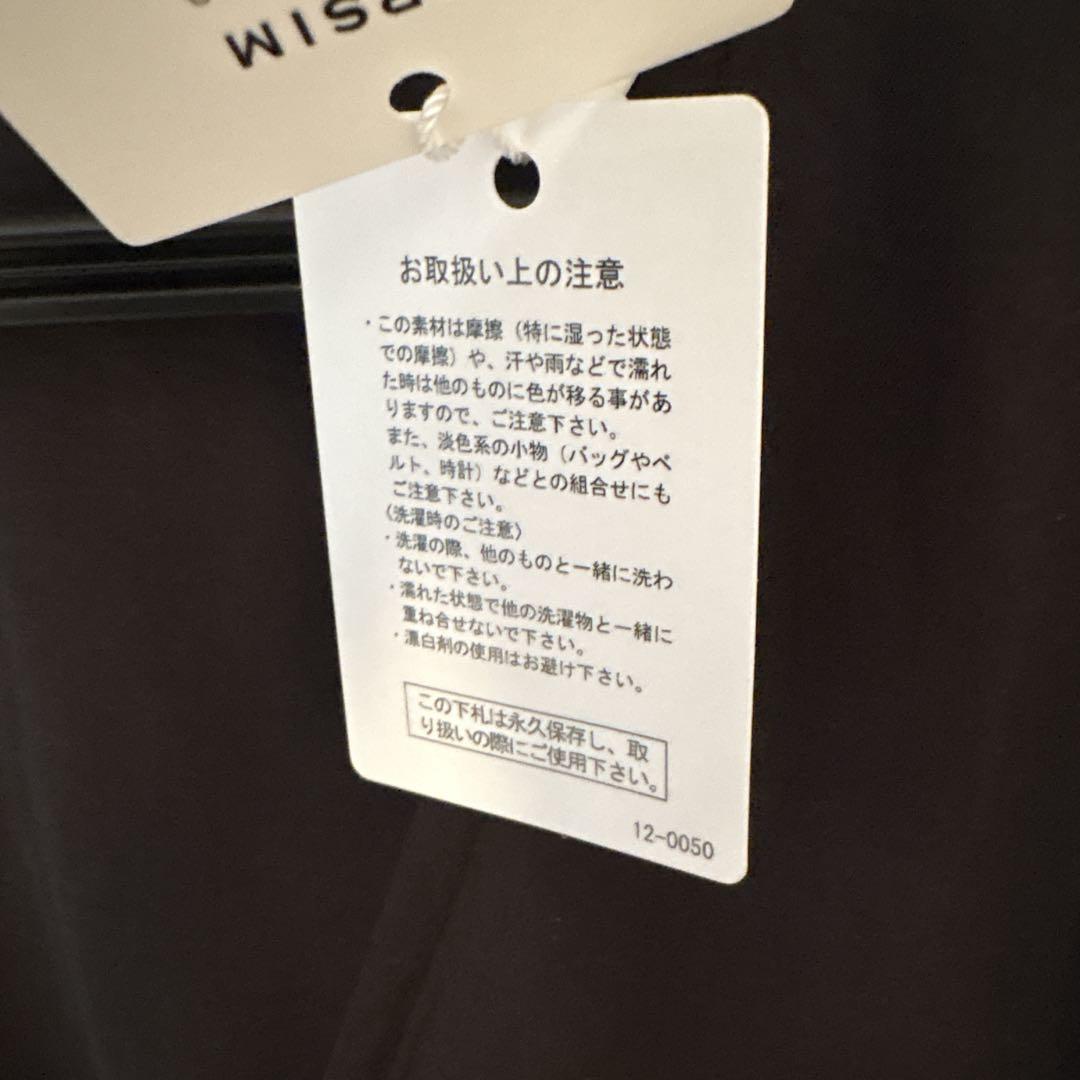 お取扱い上の注意
・この素材は摩擦（特に湿った状態
での摩擦）や、汗や雨などで濡れ
た時は他のものに色が移る事があ
りますので、ご注意下さい。
また、淡色系の小物（バッグやベ
ルト、時計）などとの組合せにも
ご注意下さい。
〈洗濯時のご注意〉
・洗濯の際、他のものと一緒に洗わ
ないで下さい。
・濡れた状態で他の洗濯物と一緒に
重ね合せないで下さい。
・漂白剤の使用はお避け下さい。
この下札は永久保存し、取
り扱いの際にご使用下さい。
12-0050